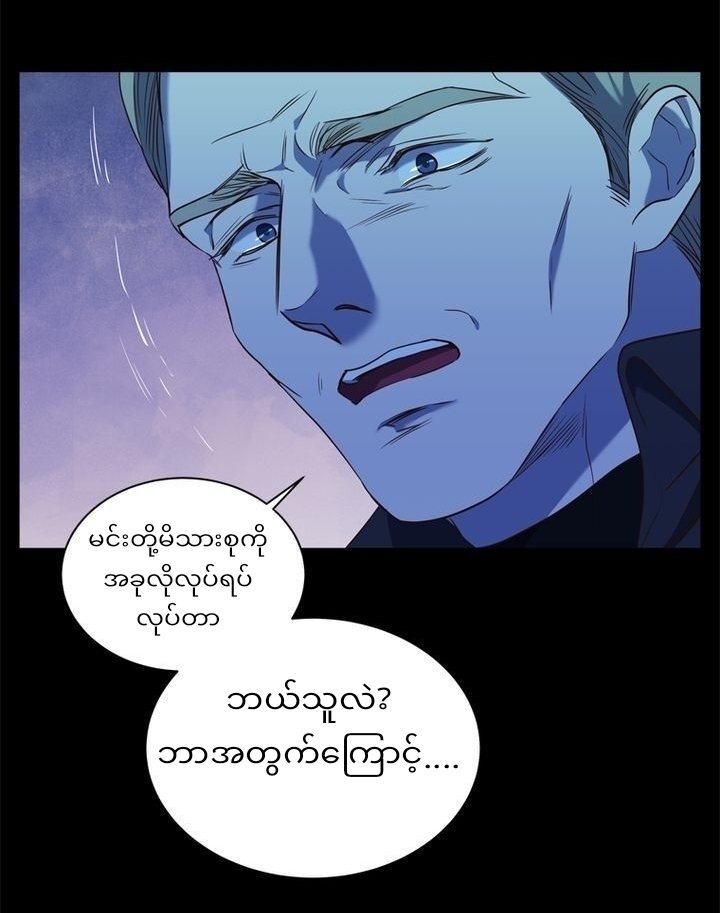 မင်းတို့မိသားစုကို
အခုလိုလုပ်ရပ်
လုပ်တာ
ဘယ်သူလဲ?
ဘာအတွက်ကြောင့်....